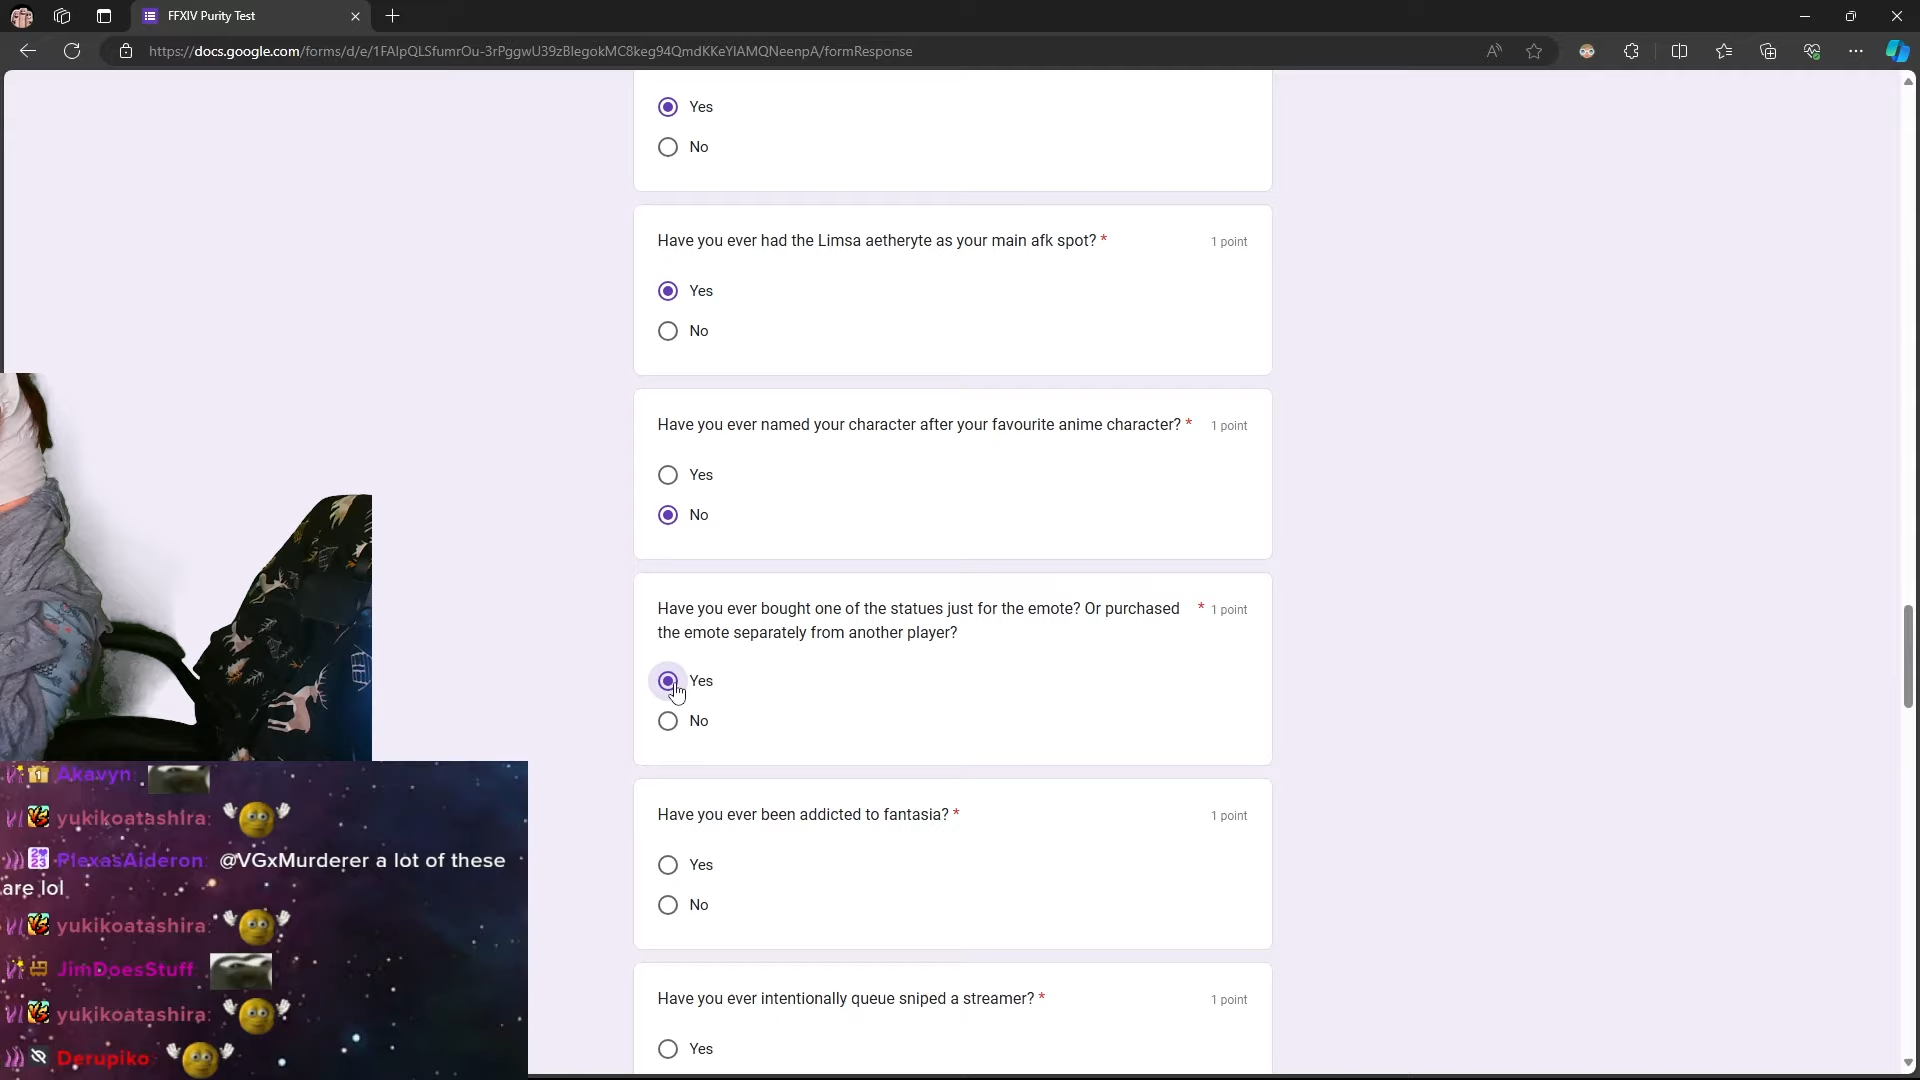 FFXIV Purity Test
https://docs.google.com/forms/d/e/1FAIpQLSfumrOu-3rPggwU39zBlegokMC8keg94QmdKKeYIAMQNeenpA/formResponse
Yes
No
Have you ever had the Limsa aetheryte as your main afk spot? *
1 point
Yes
No
Have you ever named your character after your favourite anime character? *
1 point
Yes
No
Have you ever bought one of the statues just for the emote? Or purchased * 1 point
the emote separately from another player?
Yes
No
Have you ever been addicted to fantasia? *
1 point
Yes
No
Have you ever intentionally queue sniped a streamer? *
1 point
Yes
Akavyn:
yukikoatashira:
PlexasAideron: @VGxMurderer a lot of these
are lol
yukikoatashira:
JimDoesStuff
yukikoatashira:
Derupiko